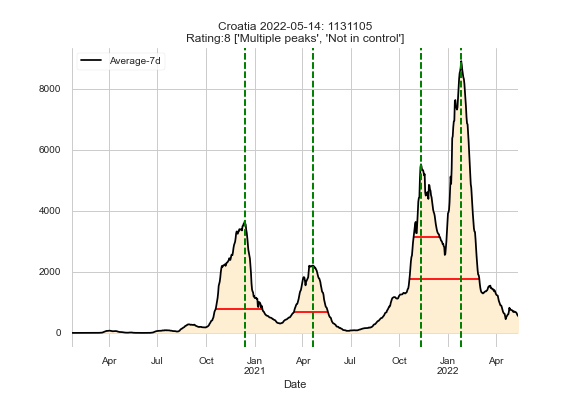 Croatia 2022-05-14: 1131105
Rating:8 ['Multiple peaks', 'Not in control']
Average-7d
8000
6000
4000
2000
0
Apr Jul Oct Jan Apr Jul Oct Jan Apr
2021 2022
Date